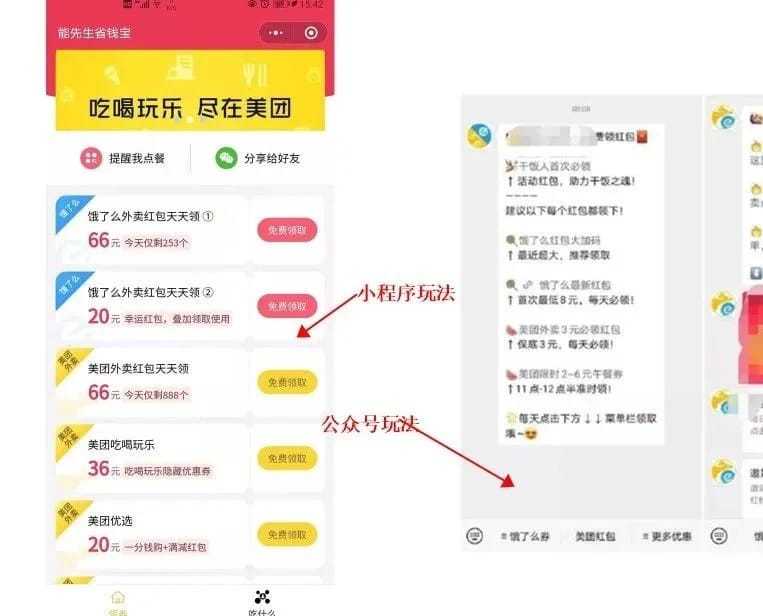 15:42
能先生省钱宝
吃喝玩乐 尽在美团
提醒我点餐
分享给好友
饿了么
饿了么外卖红包天天领 ①
66元 今天仅剩253个
免费领取
饿了么
饿了么外卖红包天天领 ②
20元 幸运红包，叠加领取使用
免费领取
美团外卖
美团外卖红包天天领
66元 今天仅剩888个
免费领取
美团外卖
美团吃喝玩乐
36元 吃喝玩乐隐藏优惠券
免费领取
美团外卖
美团优选
20元 一分钱购+满减红包
免费领取
领券
吃什么
小程序玩法
公众号玩法
费领红包
干饭人首次必领
↑活动红包，助力干饭之魂！
————
建议以下每个红包都领下！
饿了么红包大加码
↑最近超大，推荐领取
饿了么最新红包
↑首次最低8元，每天必领！
美团外卖3元必领红包
↑保底3元，每天必领！
美团限时2-6元午餐券
↑11点-12点半准时领！
每天点击下方↓↓菜单栏领取
哦~
≡饿了么券
美团红包
≡更多优惠